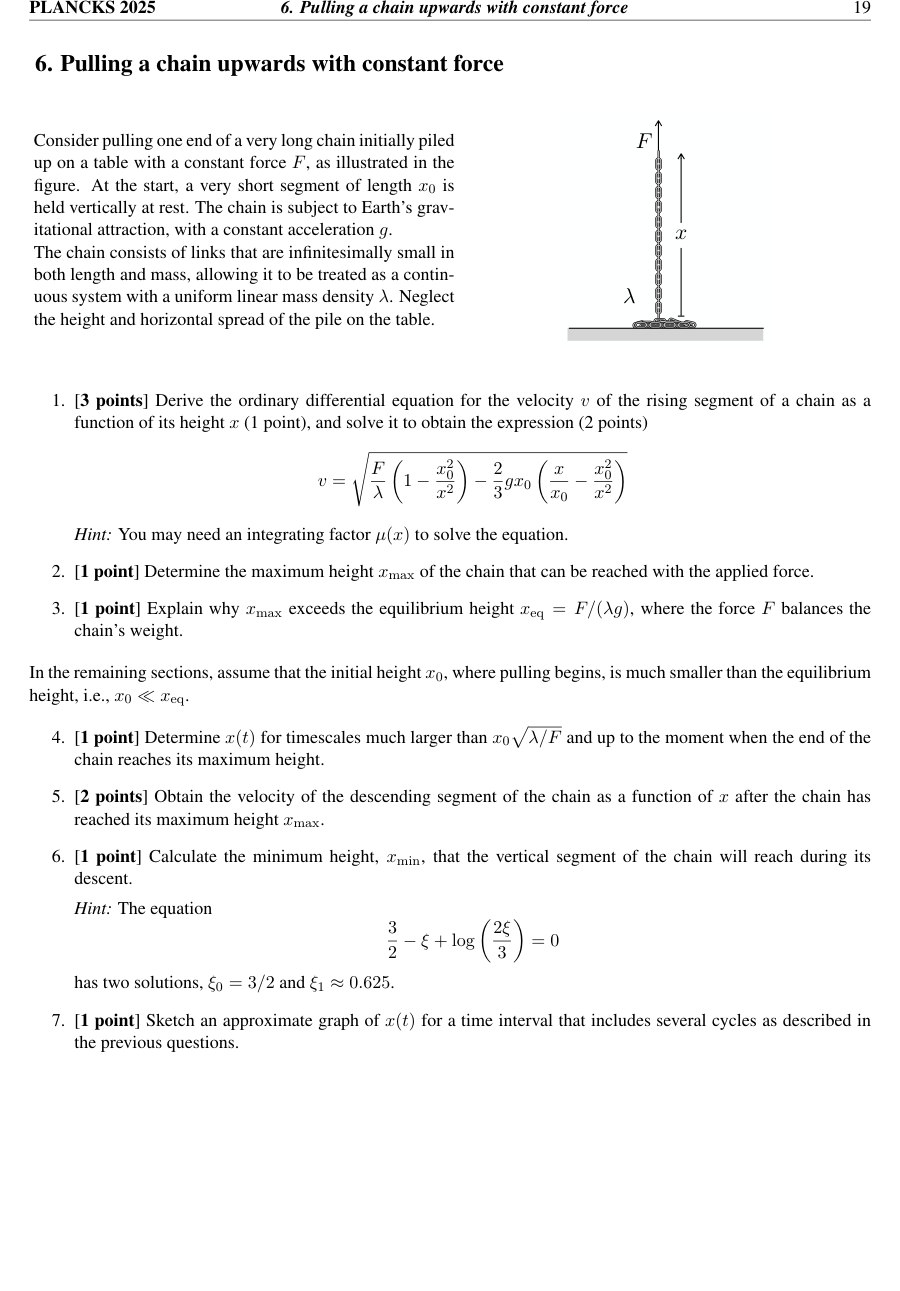 PLANCKS 2025 6. Pulling a chain upwards with constant force 19
6. Pulling a chain upwards with constant force
Consider pulling one end of a very long chain initially piled
up on a table with a constant force F, as illustrated in the
figure. At the start, a very short segment of length x₀ is
held vertically at rest. The chain is subject to Earth's grav-
itational attraction, with a constant acceleration g.
The chain consists of links that are infinitesimally small in
both length and mass, allowing it to be treated as a contin-
uous system with a uniform linear mass density λ. Neglect
the height and horizontal spread of the pile on the table.
F
x
λ
1. [3 points] Derive the ordinary differential equation for the velocity v of the rising segment of a chain as a
function of its height x (1 point), and solve it to obtain the expression (2 points)
v = √(F/λ (1 − x₀²/x²) − 2/3 gx₀ (x/x₀ − x₀²/x²))
Hint: You may need an integrating factor μ(x) to solve the equation.
2. [1 point] Determine the maximum height xmax of the chain that can be reached with the applied force.
3. [1 point] Explain why xmax exceeds the equilibrium height xeq = F/(λg), where the force F balances the
chain's weight.
In the remaining sections, assume that the initial height x₀, where pulling begins, is much smaller than the equilibrium
height, i.e., x₀ ≪ xeq.
4. [1 point] Determine x(t) for timescales much larger than x₀√(λ/F) and up to the moment when the end of the
chain reaches its maximum height.
5. [2 points] Obtain the velocity of the descending segment of the chain as a function of x after the chain has
reached its maximum height xmax.
6. [1 point] Calculate the minimum height, xmin, that the vertical segment of the chain will reach during its
descent.
Hint: The equation
3/2 − ξ + log (2ξ/3) = 0
has two solutions, ξ₀ = 3/2 and ξ₁ ≈ 0.625.
7. [1 point] Sketch an approximate graph of x(t) for a time interval that includes several cycles as described in
the previous questions.